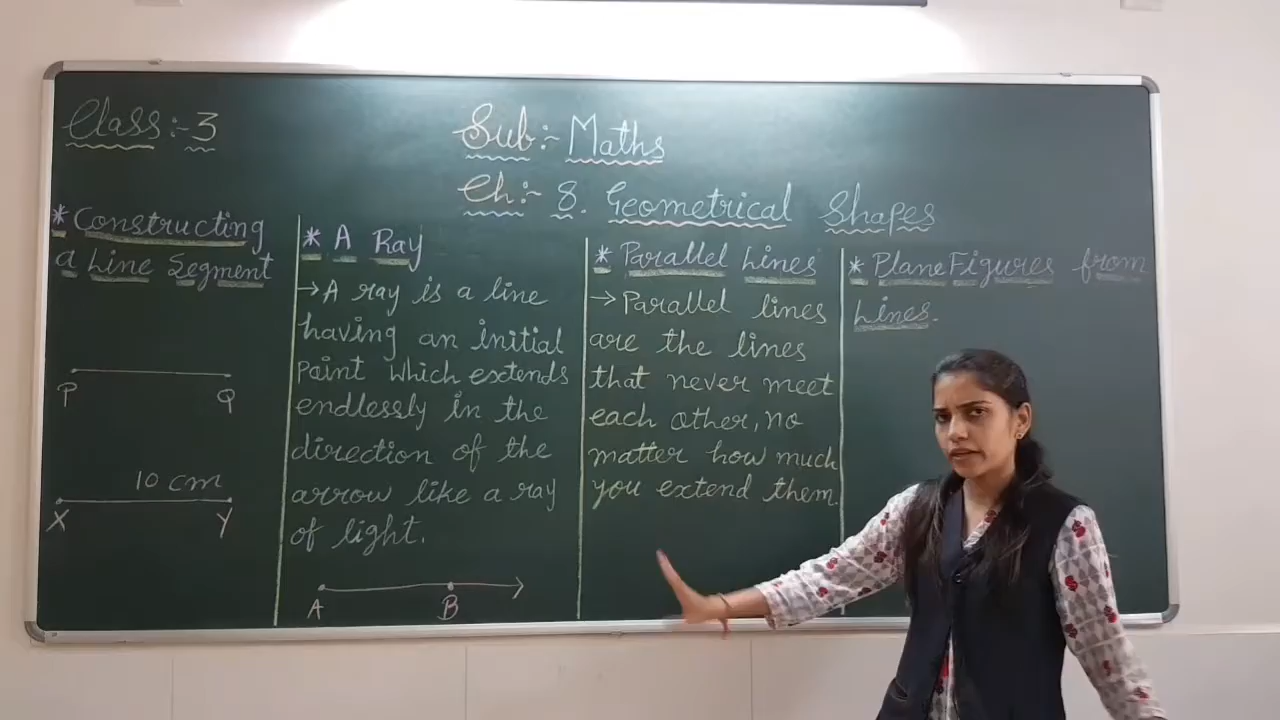 Class:- 3
Sub:- Maths
Ch:- 8. Geometrical Shapes
* Constructing
a Line Segment
P Q
10 cm
X Y
* A Ray
→ A ray is a line
having an initial
point which extends
endlessly in the
direction of the
arrow like a ray
of light.
A B
* Parallel Lines
→ Parallel lines
are the lines
that never meet
each other, no
matter how much
you extend them.
* Plane Figures from
Lines.